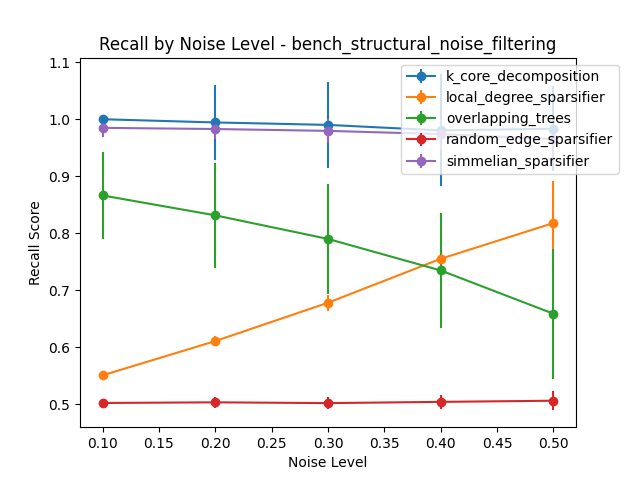 Recall by Noise Level - bench_structural_noise_filtering
k_core_decomposition
local_degree_sparsifier
overlapping_trees
random_edge_sparsifier
simmelian_sparsifier
Recall Score
1.1
1.0
0.9
0.8
0.7
0.6
0.5
0.10 0.15 0.20 0.25 0.30 0.35 0.40 0.45 0.50
Noise Level